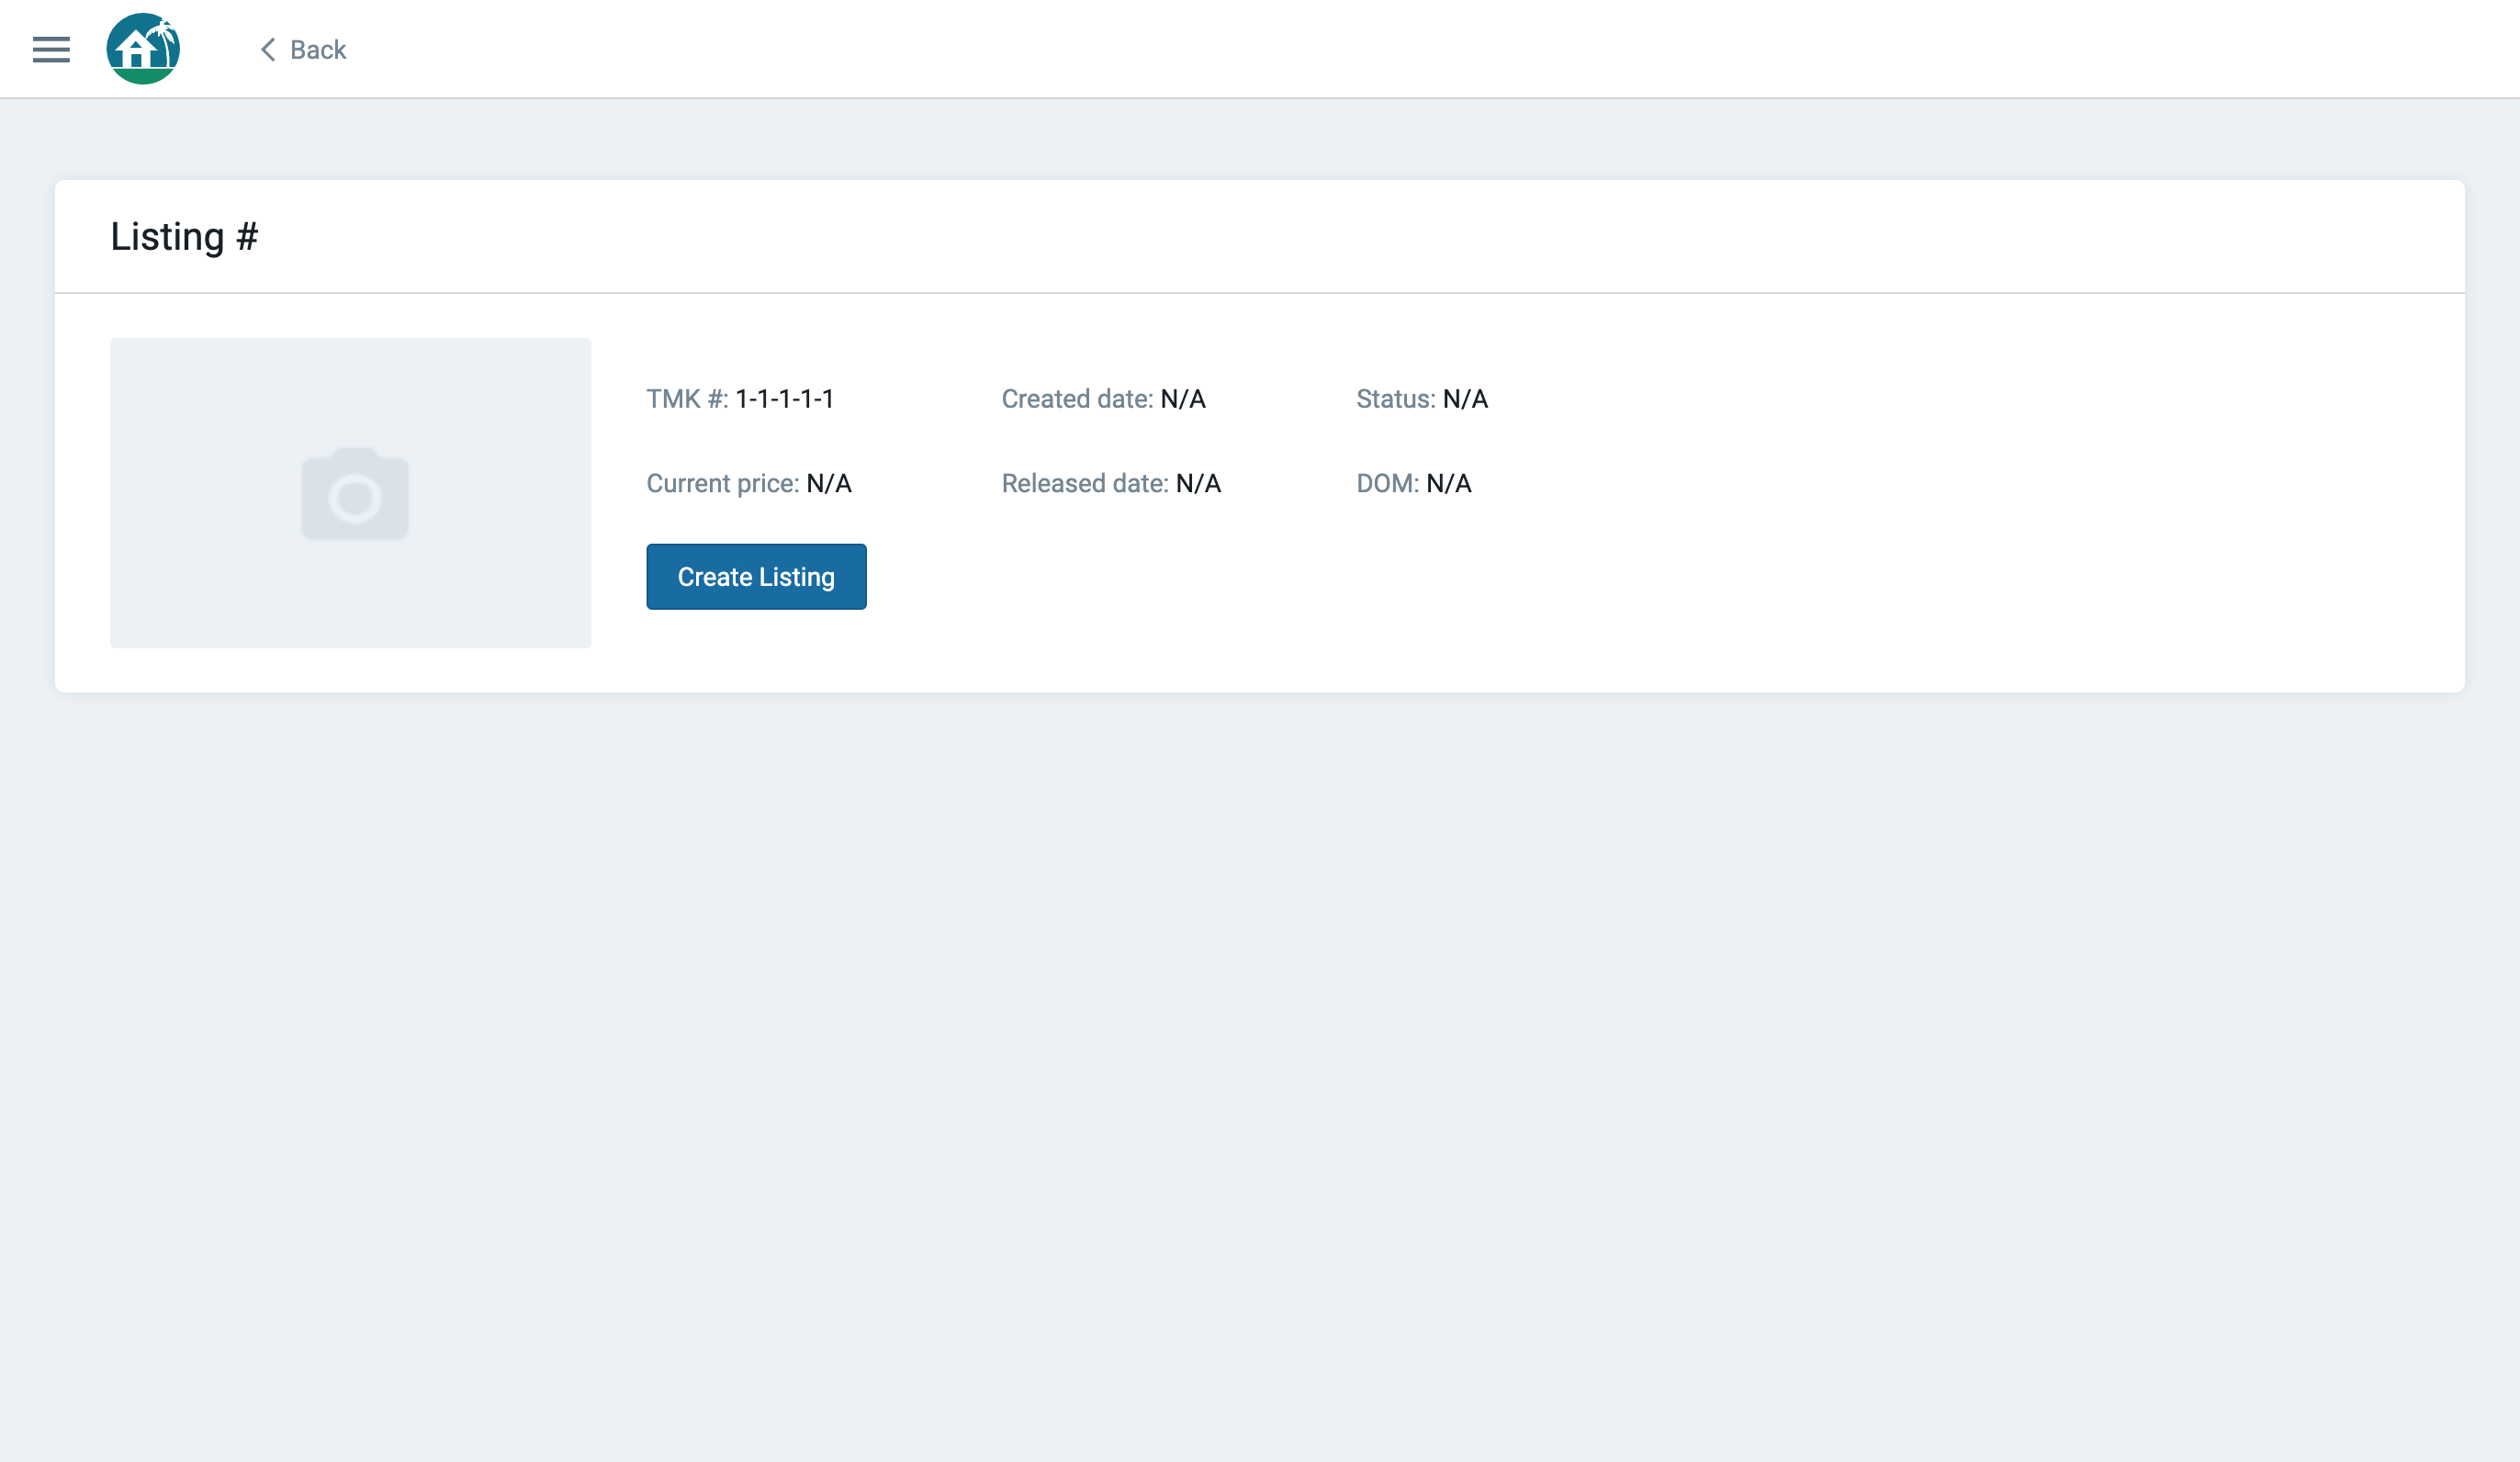 Back
Listing #
TMK #: 1-1-1-1-1 Created date: N/A Status: N/A
Current price: N/A Released date: N/A DOM: N/A
Create Listing